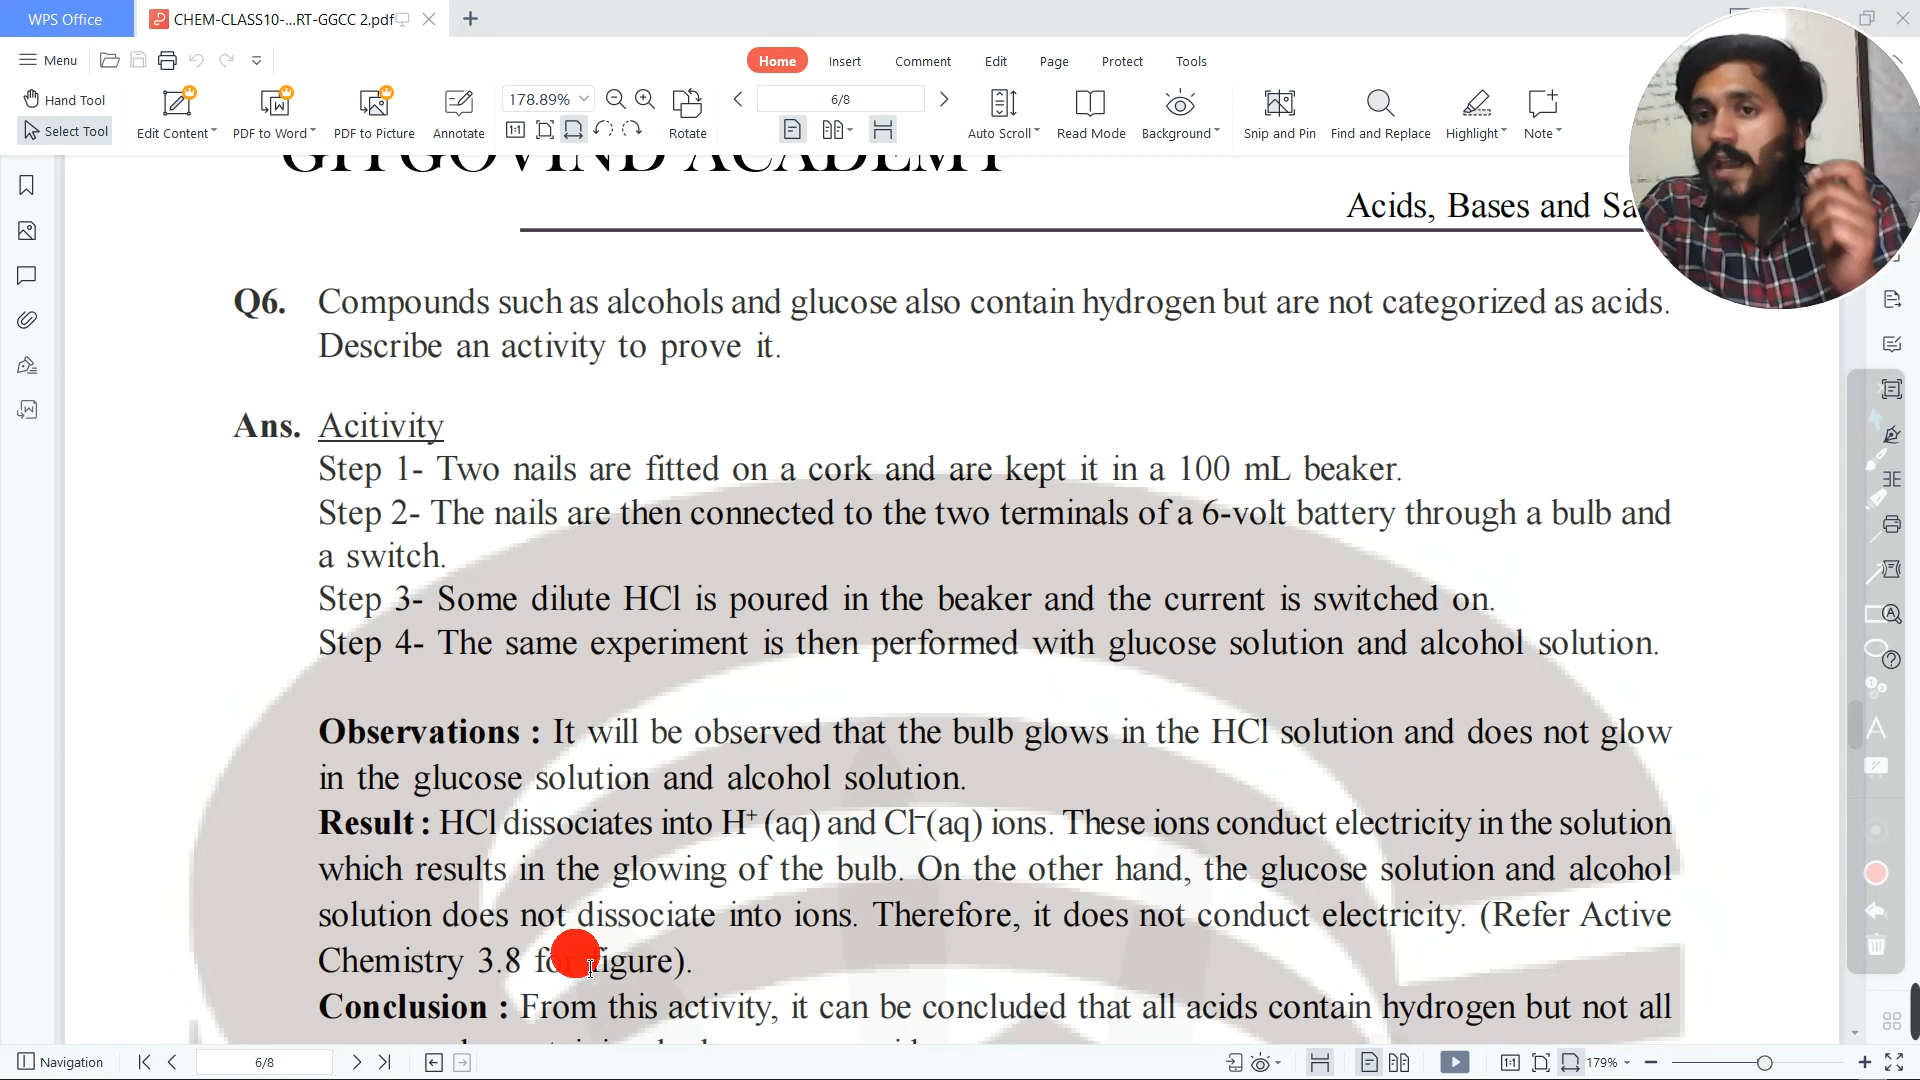 WPS Office
CHEM-CLASS10-...RT-GGCC 2.pdf
Menu
Home Insert Comment Edit Page Protect Tools
Hand Tool
Select Tool
Edit Content
PDF to Word
PDF to Picture
Annotate
178.89%
Rotate
6/8
Auto Scroll
Read Mode
Background
Snip and Pin
Find and Replace
Highlight
Note
GITGOVIND ACADEMY
Acids, Bases and Sa
Q6. Compounds such as alcohols and glucose also contain hydrogen but are not categorized as acids.
Describe an activity to prove it.
Ans. Acitivity
Step 1- Two nails are fitted on a cork and are kept it in a 100 mL beaker.
Step 2- The nails are then connected to the two terminals of a 6-volt battery through a bulb and
a switch.
Step 3- Some dilute HCl is poured in the beaker and the current is switched on.
Step 4- The same experiment is then performed with glucose solution and alcohol solution.
Observations : It will be observed that the bulb glows in the HCl solution and does not glow
in the glucose solution and alcohol solution.
Result : HCl dissociates into H⁺ (aq) and Cl⁻(aq) ions. These ions conduct electricity in the solution
which results in the glowing of the bulb. On the other hand, the glucose solution and alcohol
solution does not dissociate into ions. Therefore, it does not conduct electricity. (Refer Active
Chemistry 3.8 for figure).
Conclusion : From this activity, it can be concluded that all acids contain hydrogen but not all
Navigation
6/8
179%